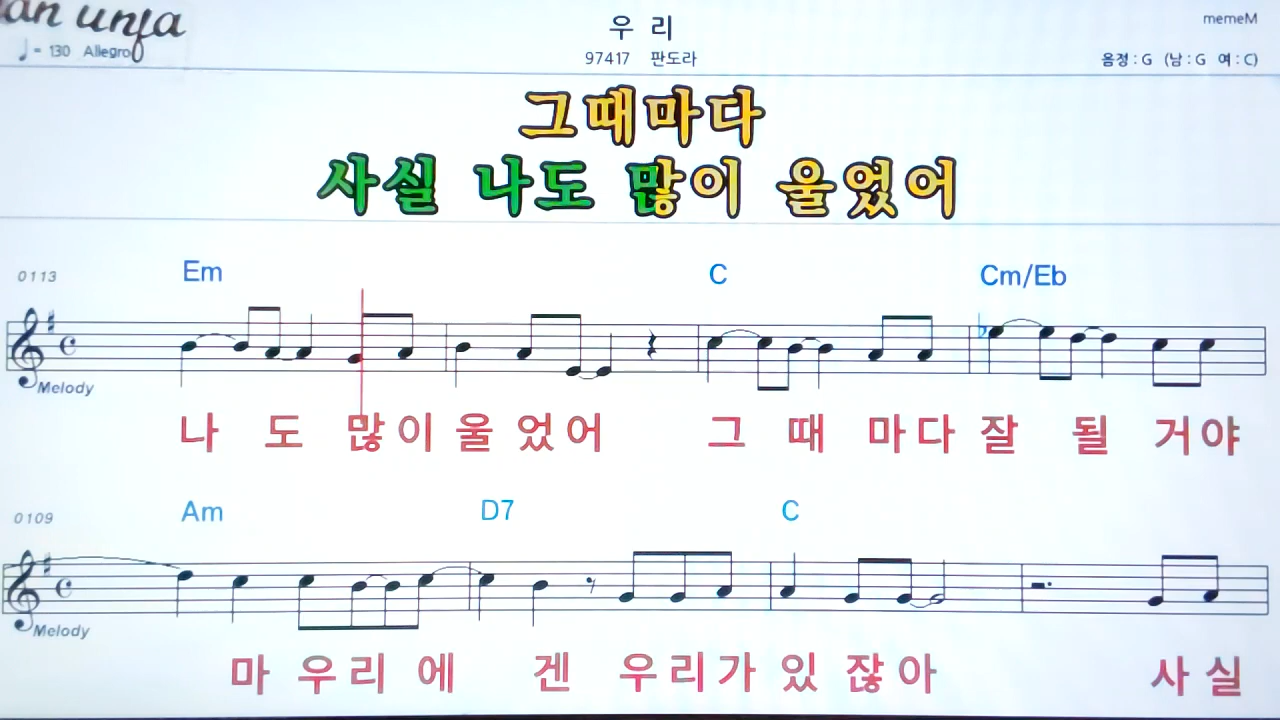 우 리
memeM
♩= 130 Allegro
97417 판도라
음정 : G (남 : G 여 : C)
그때마다
사실 나도 많이 울었어
0113 Em C Cm/Eb
Melody
나 도 많이 울 었어 그 때 마다 잘 될 거야
0109 Am D7 C
Melody
마 우리 에 겐 우리가 있 잖아 사 실